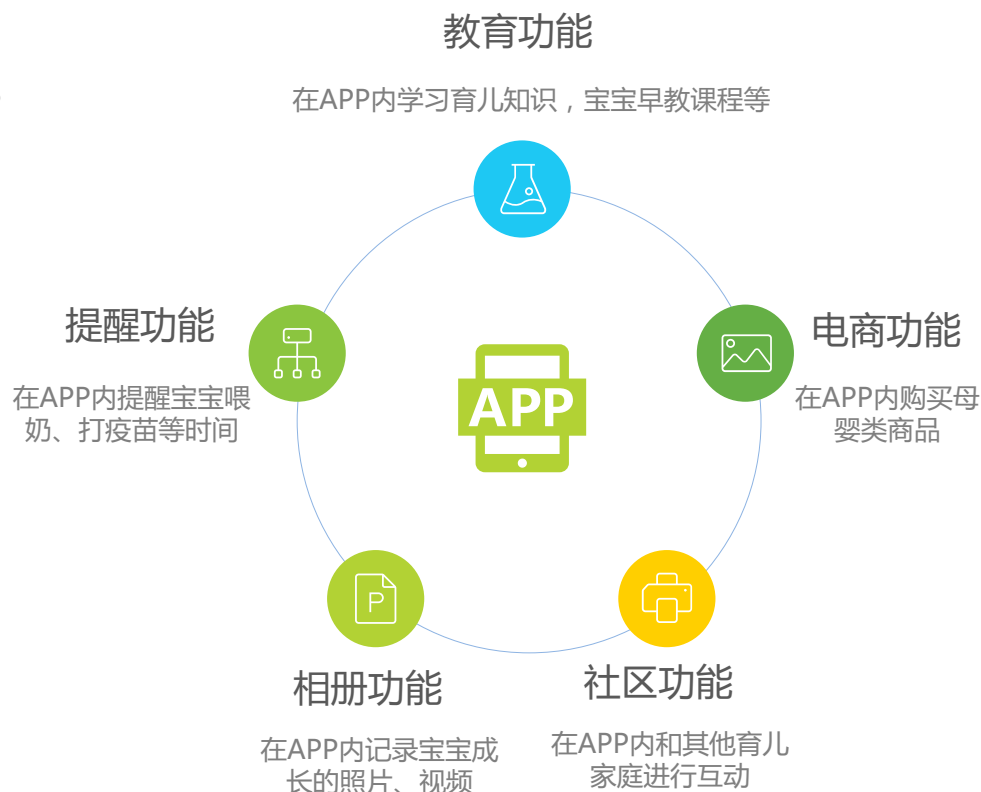 教育功能
在APP内学习育儿知识，宝宝早教课程等
提醒功能
在APP内提醒宝宝喂
奶、打疫苗等时间
电商功能
在APP内购买母
婴类商品
APP
P
相册功能
在APP内记录宝宝成
长的照片、视频
社区功能
在APP内和其他育儿
家庭进行互动